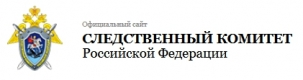 Официальный сайт
СЛЕДСТВЕННЫЙ КОМИТЕТ
Российской Федерации